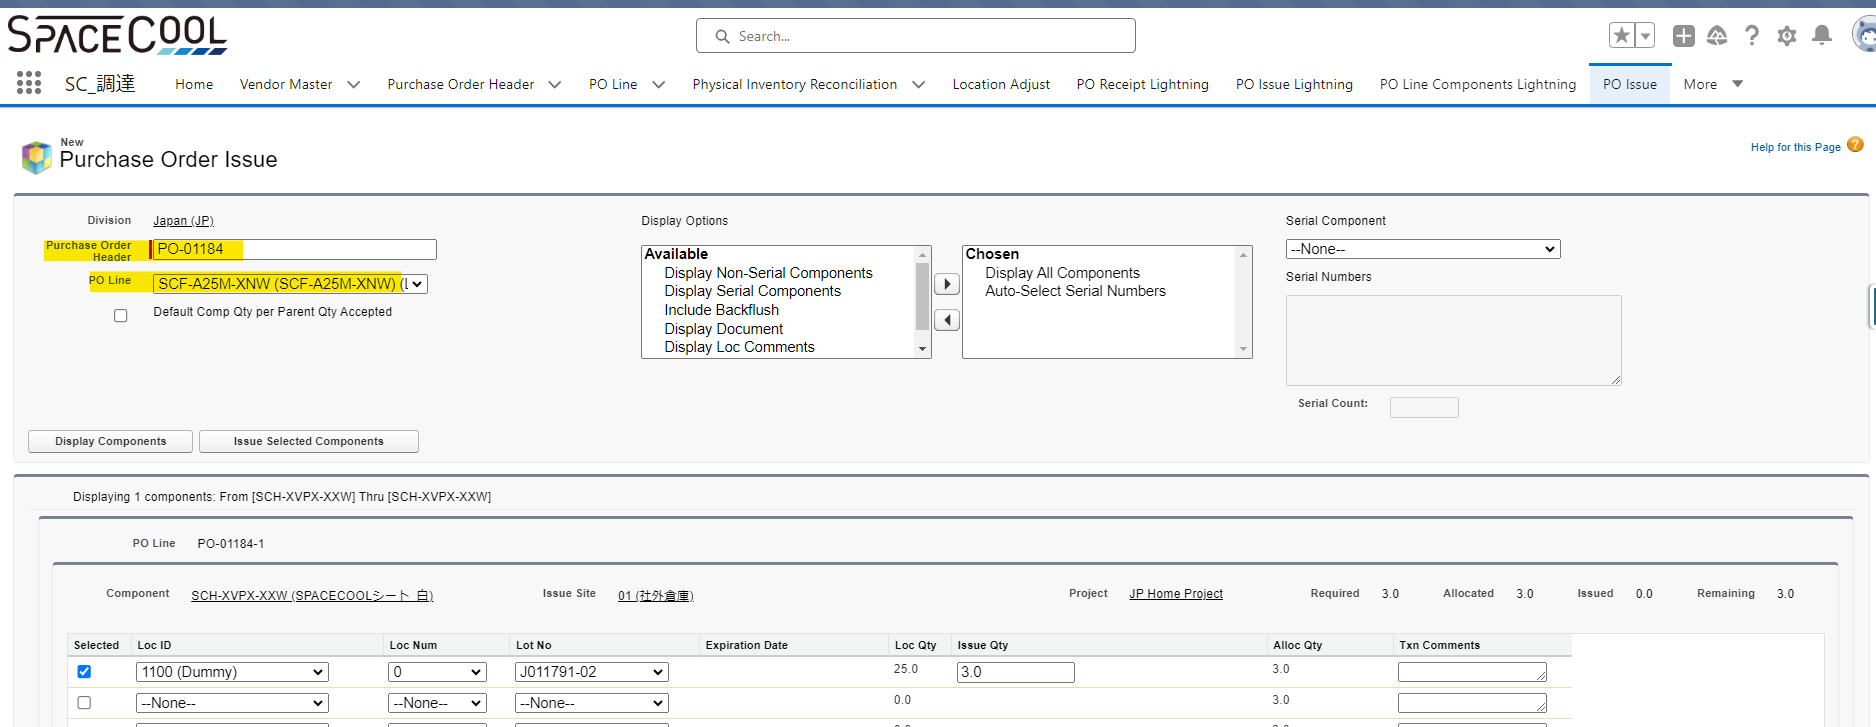 SPACECOOL
Search...
SC_調達 Home Vendor Master Purchase Order Header PO Line Physical Inventory Reconciliation Location Adjust PO Receipt Lightning PO Issue Lightning PO Line Components Lightning PO Issue More
New
Purchase Order Issue
Help for this Page
Division Japan (JP)
Purchase Order Header PO-01184
PO Line SCF-A25M-XNW (SCF-A25M-XNW) (L
Default Comp Qty per Parent Qty Accepted
Display Options
Available
Display Non-Serial Components
Display Serial Components
Include Backflush
Display Document
Display Loc Comments
Chosen
Display All Components
Auto-Select Serial Numbers
Serial Component
--None--
Serial Numbers
Serial Count:
Display Components Issue Selected Components
Displaying 1 components: From [SCH-XVPX-XXW] Thru [SCH-XVPX-XXW]
PO Line PO-01184-1
Component SCH-XVPX-XXW (SPACECOOLシート_白) Issue Site 01 (社外倉庫) Project JP Home Project Required 3.0 Allocated 3.0 Issued 0.0 Remaining 3.0
Selected Loc ID Loc Num Lot No Expiration Date Loc Qty Issue Qty Alloc Qty Txn Comments
1100 (Dummy) 0 J011791-02 25.0 3.0 3.0
--None-- --None-- --None-- 0.0 3.0